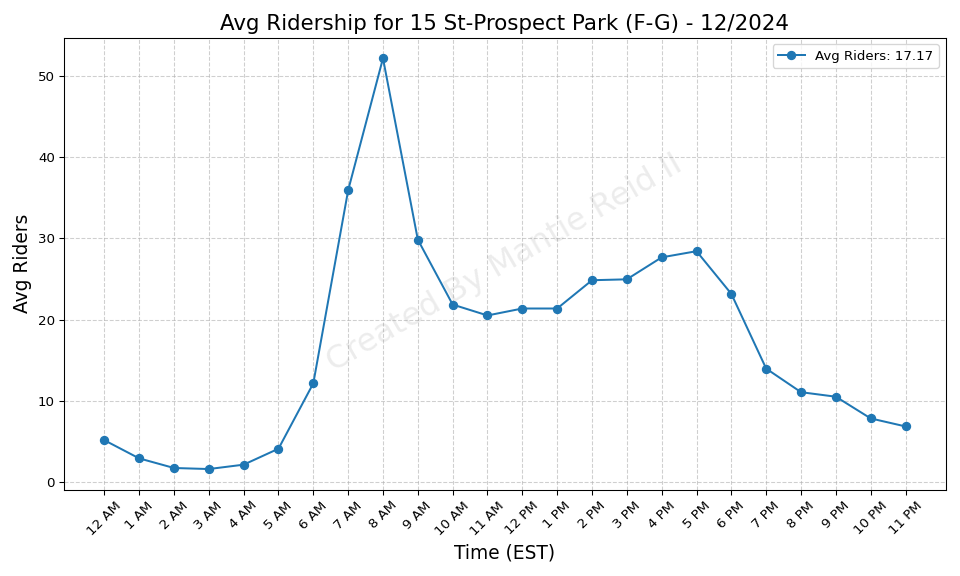 Avg Ridership for 15 St-Prospect Park (F-G) - 12/2024
Avg Riders: 17.17
Avg Riders
50
40
30
20
10
0
Created By Mantie Reid II
12 AM
1 AM
2 AM
3 AM
4 AM
5 AM
6 AM
7 AM
8 AM
9 AM
10 AM
11 AM
12 PM
1 PM
2 PM
3 PM
4 PM
5 PM
6 PM
7 PM
8 PM
9 PM
10 PM
11 PM
Time (EST)